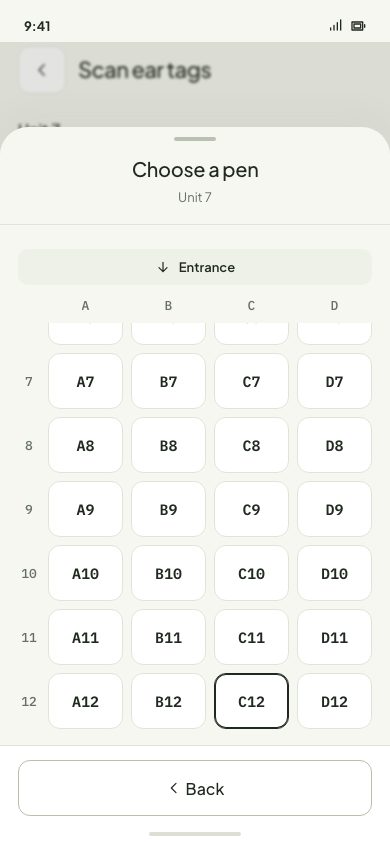 9:41
Scan ear tags
Unit 7
Choose a pen
Unit 7
Entrance
A B C D
7 A7 B7 C7 D7
8 A8 B8 C8 D8
9 A9 B9 C9 D9
10 A10 B10 C10 D10
11 A11 B11 C11 D11
12 A12 B12 C12 D12
Back